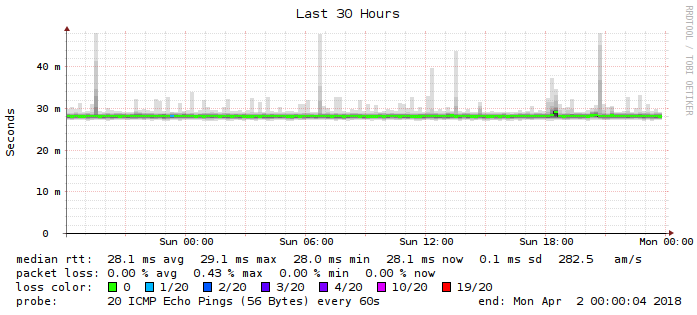 Last 30 Hours
RRDTOOL / TOBI OETIKER
Seconds
40 m
30 m
20 m
10 m
0
Sun 00:00 Sun 06:00 Sun 12:00 Sun 18:00 Mon 00:00
median rtt: 28.1 ms avg 29.1 ms max 28.0 ms min 28.1 ms now 0.1 ms sd 282.5 am/s
packet loss: 0.00 % avg 0.43 % max 0.00 % min 0.00 % now
loss color: 0 1/20 2/20 3/20 4/20 10/20 19/20
probe: 20 ICMP Echo Pings (56 Bytes) every 60s end: Mon Apr 2 00:00:04 2018